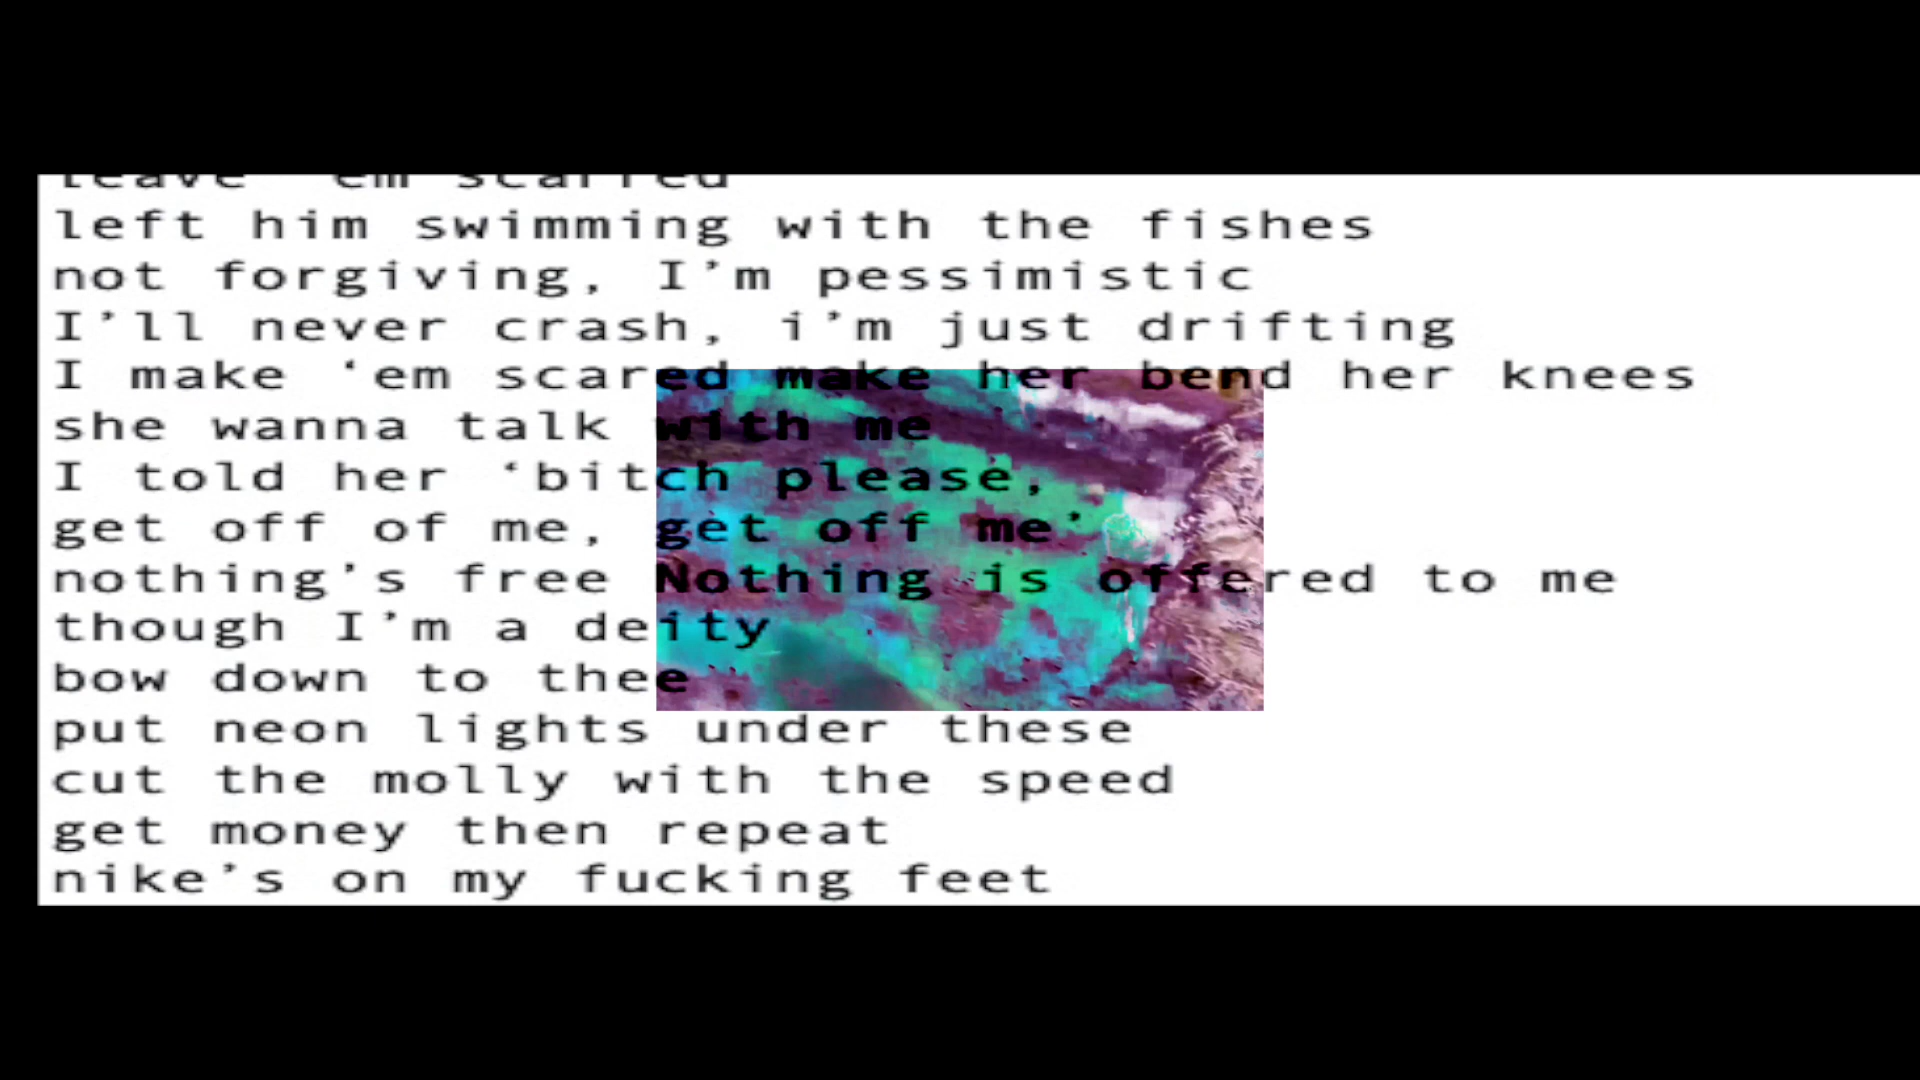 leave 'em scarred
left him swimming with the fishes
not forgiving, I'm pessimistic
I'll never crash, i'm just drifting
I make ‘em scared make her bend her knees
she wanna talk with me
I told her ‘bitch please,
get off of me, get off me’
nothing's free Nothing is offered to me
though I'm a deity
bow down to thee
put neon lights under these
cut the molly with the speed
get money then repeat
nike's on my fucking feet